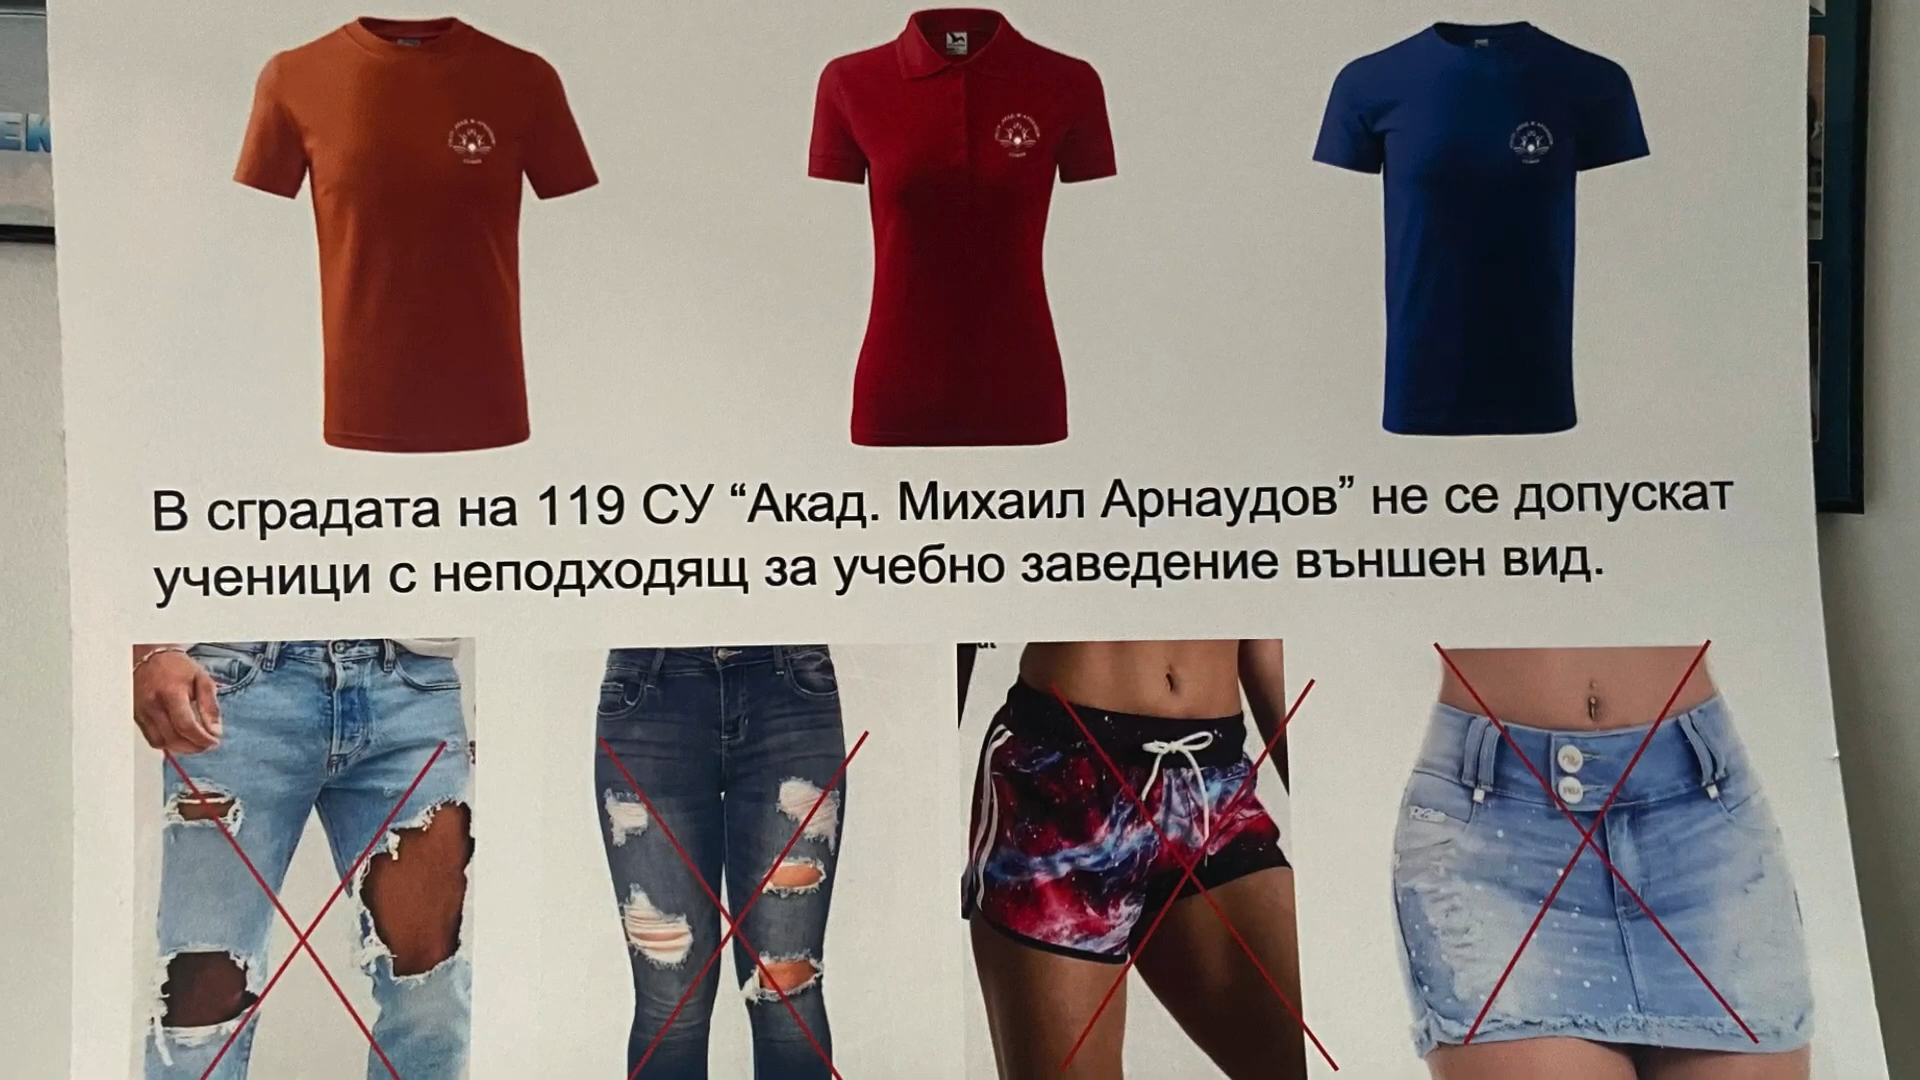 В сградата на 119 СУ “Акад. Михаил Арнаудов” не се допускат
ученици с неподходящ за учебно заведение външен вид.